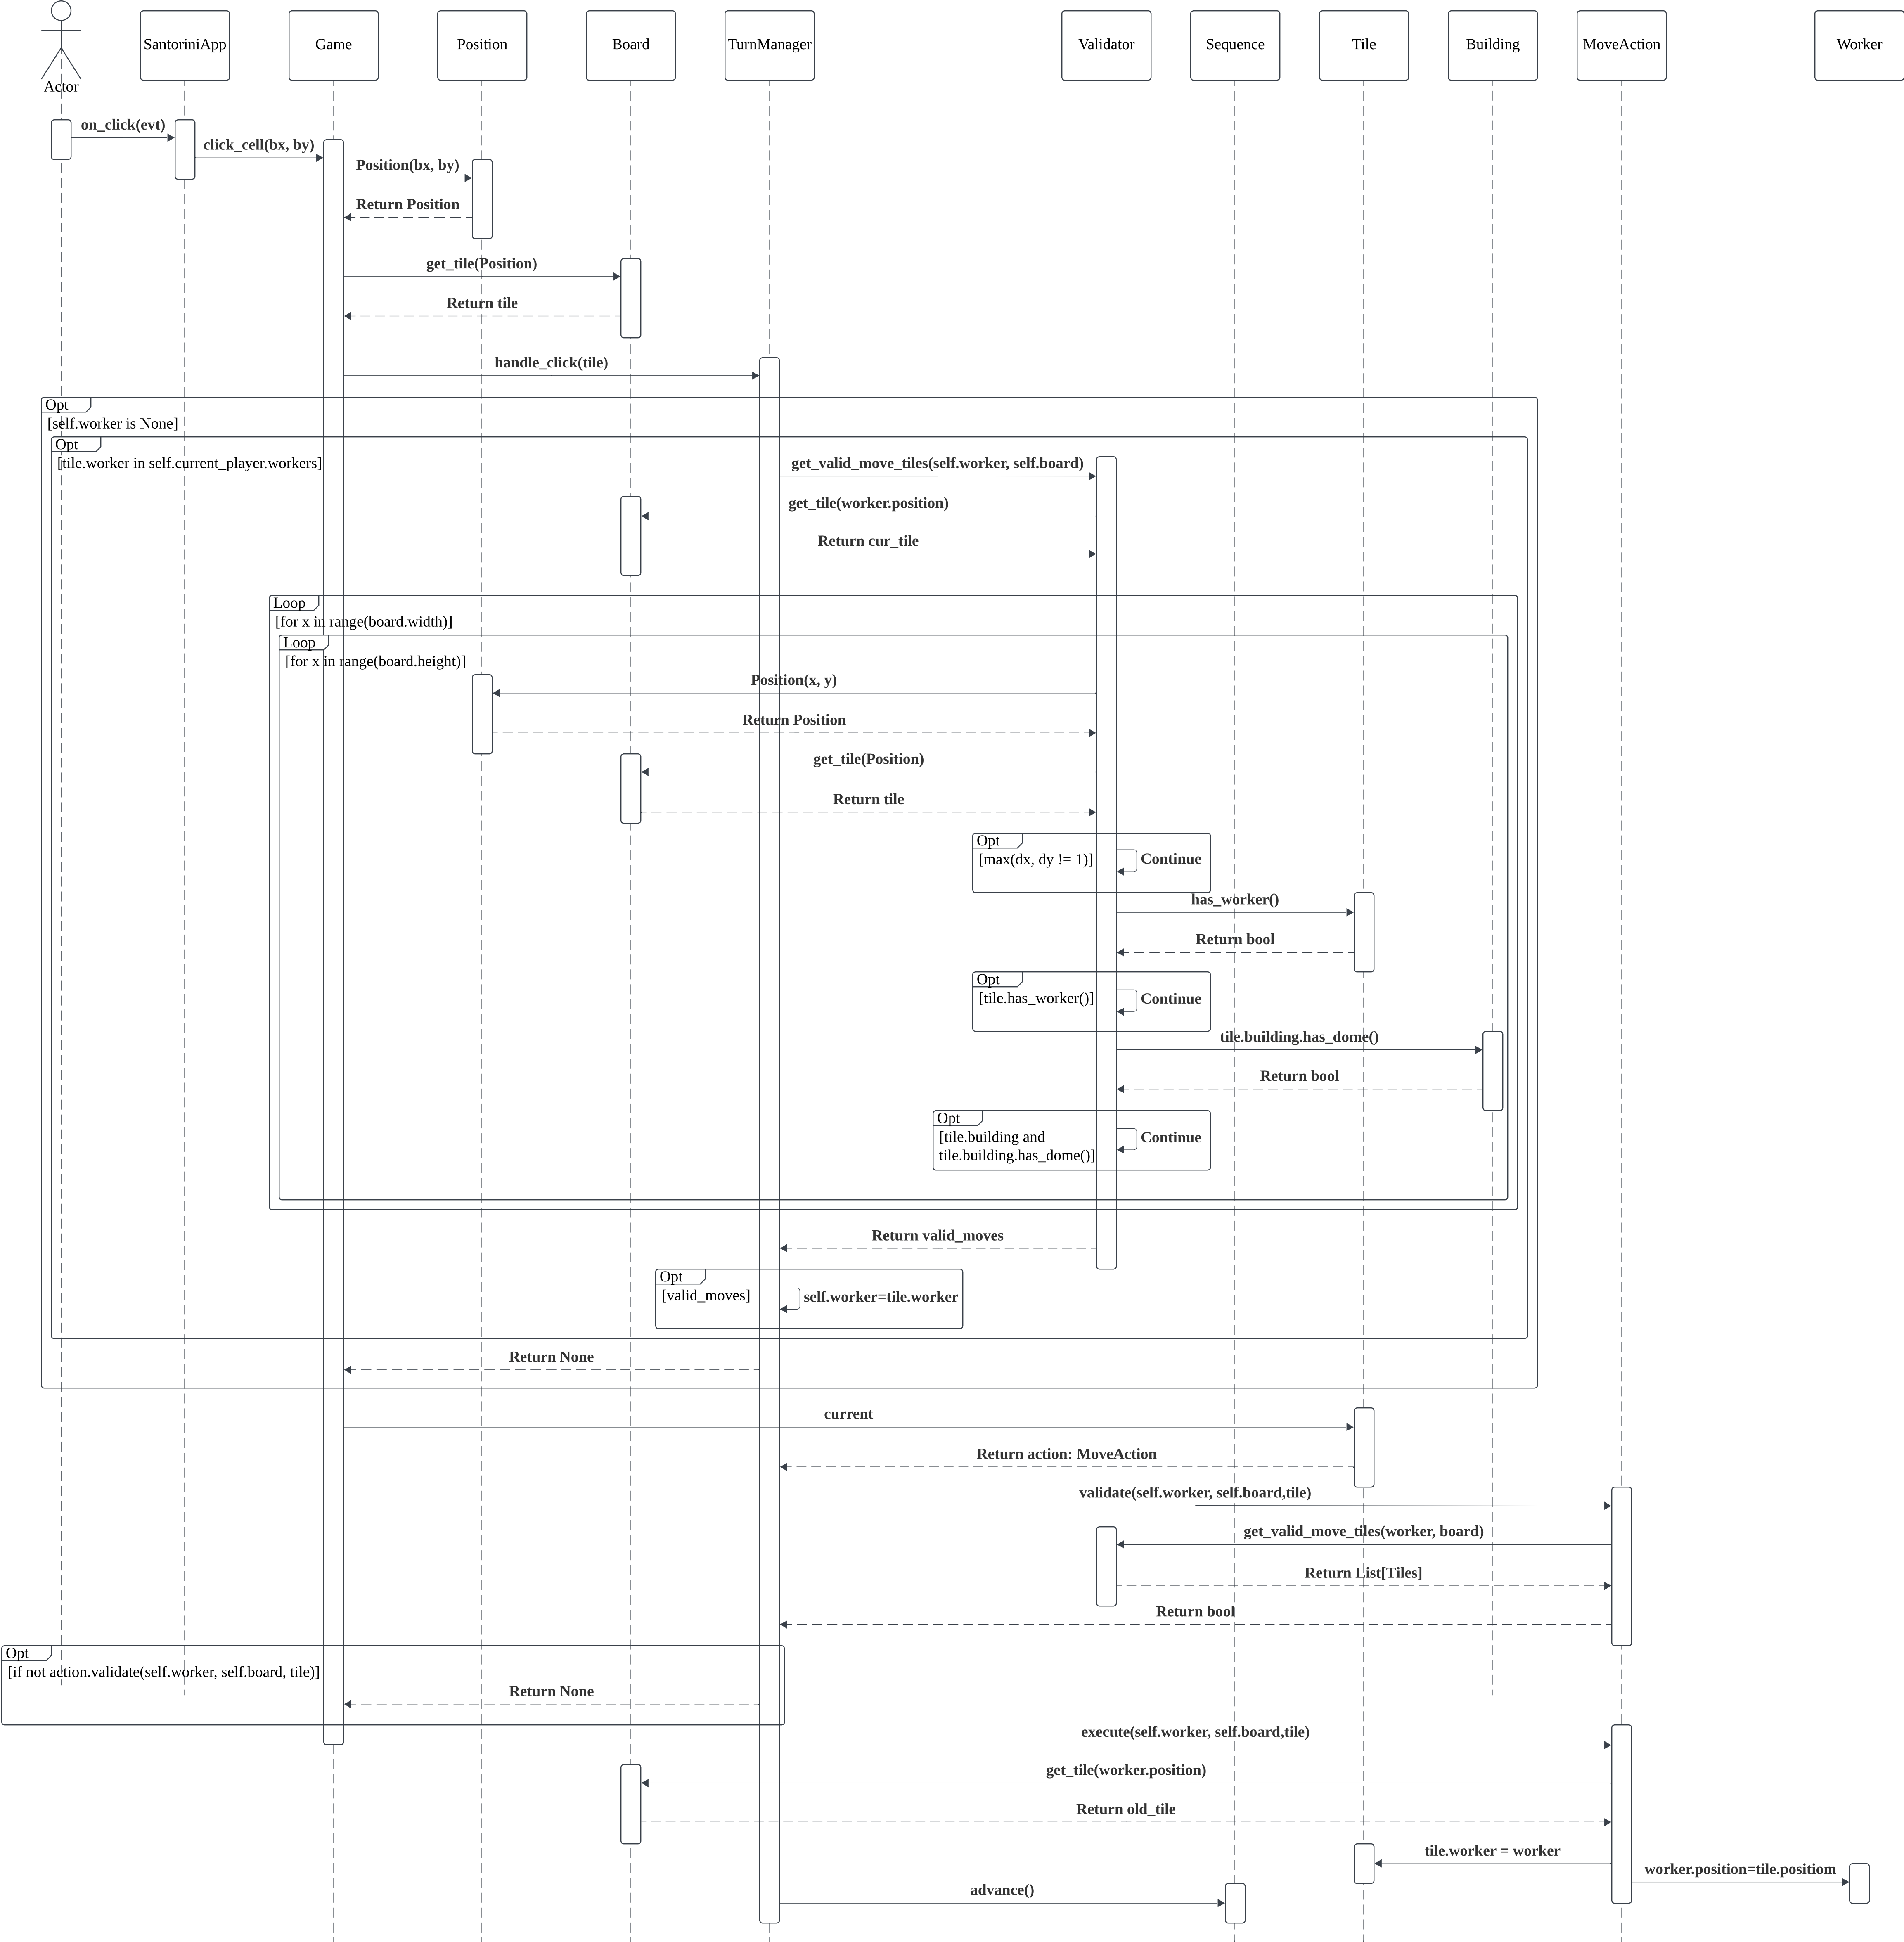 Actor
SantoriniApp
Game
Position
Board
TurnManager
Validator
Sequence
Tile
Building
MoveAction
Worker
on_click(evt)
click_cell(bx, by)
Position(bx, by)
Return Position
get_tile(Position)
Return tile
handle_click(tile)
Opt
[self.worker is None]
Opt
[tile.worker in self.current_player.workers]
get_valid_move_tiles(self.worker, self.board)
get_tile(worker.position)
Return cur_tile
Loop
[for x in range(board.width)]
Loop
[for x in range(board.height)]
Position(x, y)
Return Position
get_tile(Position)
Return tile
Opt
[max(dx, dy != 1)]
Continue
has_worker()
Return bool
Opt
[tile.has_worker()]
Continue
tile.building.has_dome()
Return bool
Opt
[tile.building and
tile.building.has_dome()]
Continue
Return valid_moves
Opt
[valid_moves]
self.worker=tile.worker
Return None
current
Return action: MoveAction
validate(self.worker, self.board,tile)
get_valid_move_tiles(worker, board)
Return List[Tiles]
Return bool
Opt
[if not action.validate(self.worker, self.board, tile)]
Return None
execute(self.worker, self.board,tile)
get_tile(worker.position)
Return old_tile
tile.worker = worker
worker.position=tile.positiom
advance()